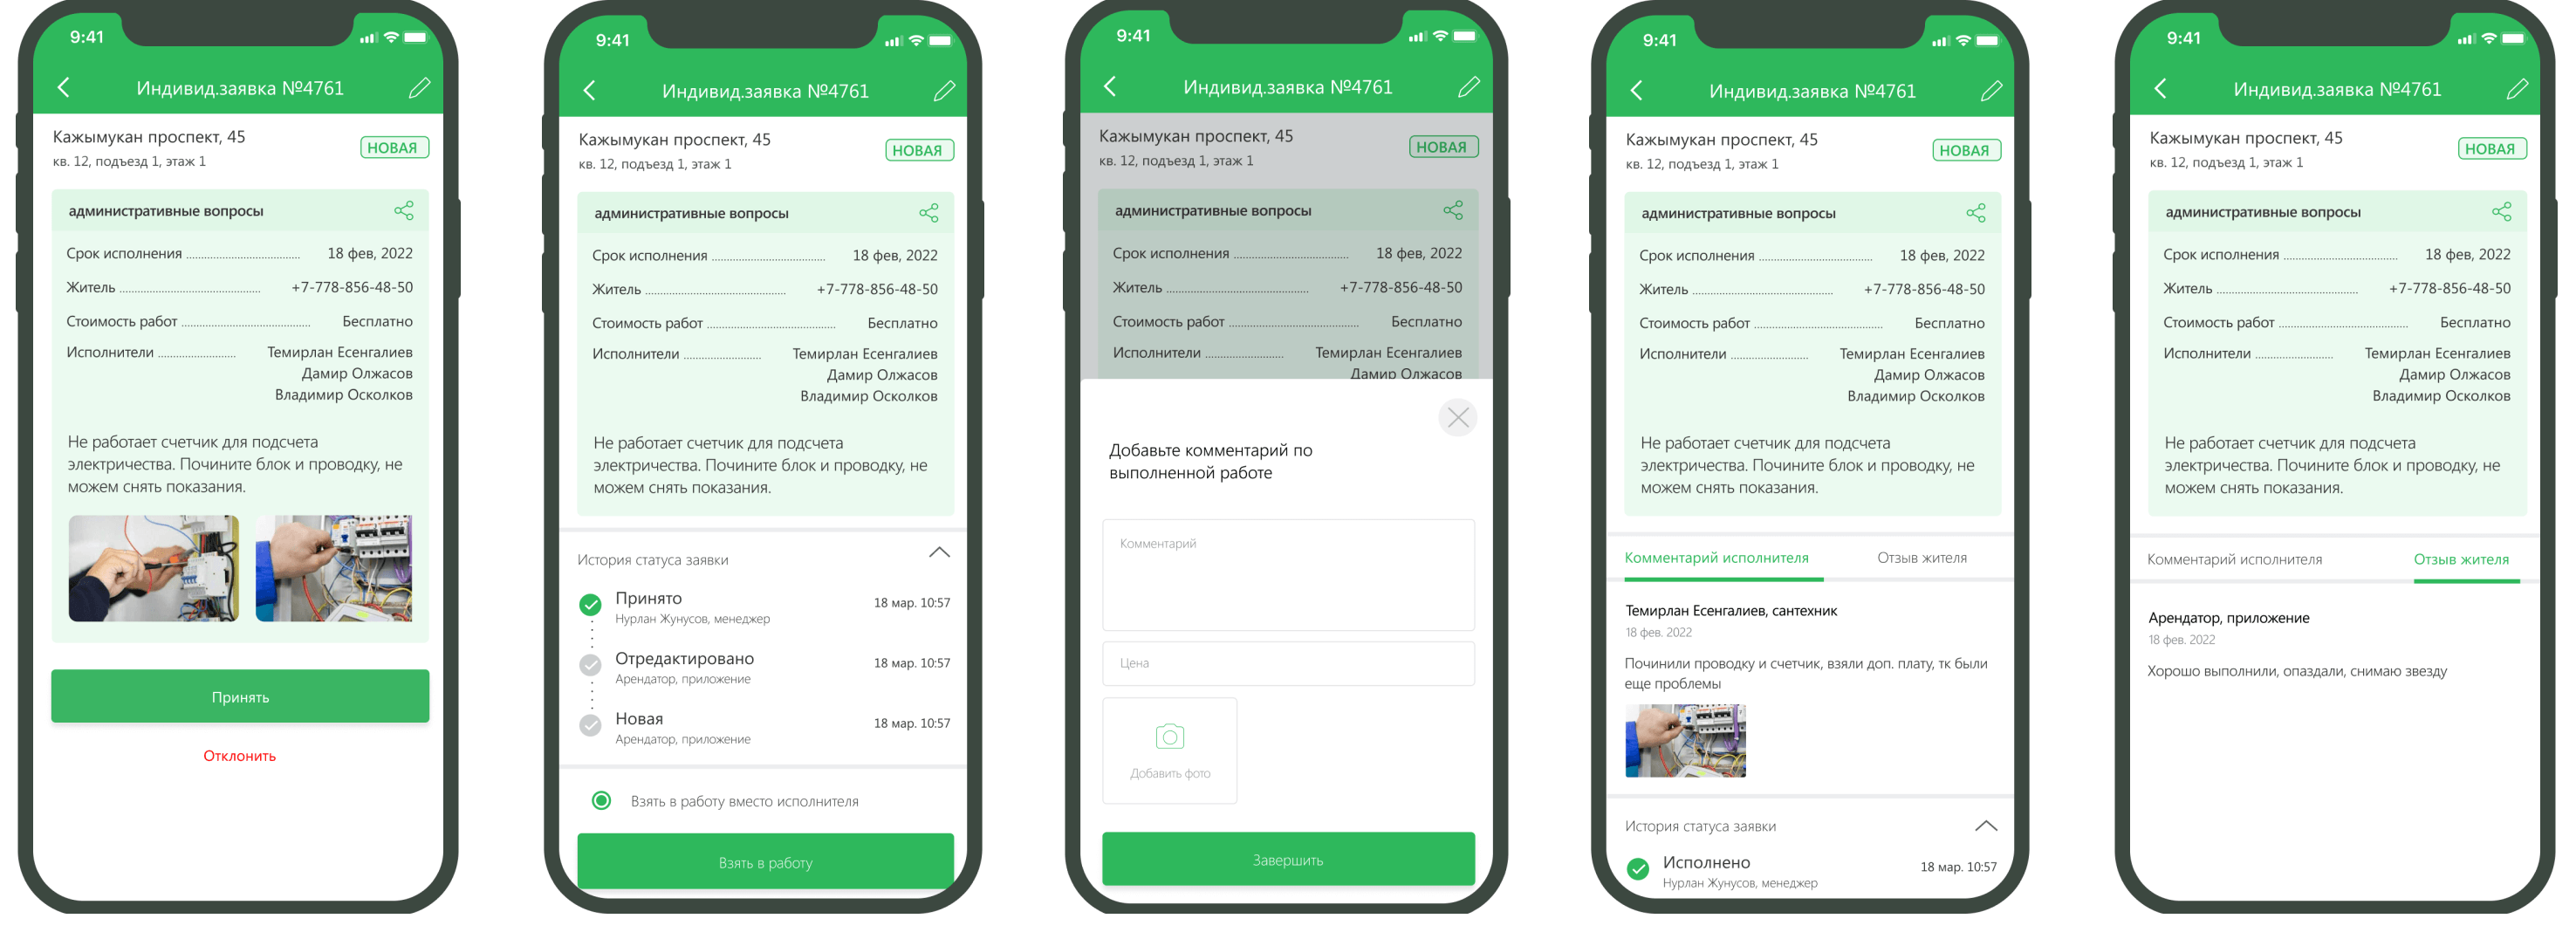 9:41
Индивид.заявка №4761
Кажымукан проспект, 45
кв. 12, подъезд 1, этаж 1
НОВАЯ
административные вопросы
Срок исполнения 18 фев, 2022
Житель +7-778-856-48-50
Стоимость работ Бесплатно
Исполнители Темирлан Есенгалиев
Дамир Олжасов
Владимир Осколков
Не работает счетчик для подсчета
электричества. Почините блок и проводку, не
можем снять показания.
Принять
Отклонить
9:41
Индивид.заявка №4761
Кажымукан проспект, 45
кв. 12, подъезд 1, этаж 1
НОВАЯ
административные вопросы
Срок исполнения 18 фев, 2022
Житель +7-778-856-48-50
Стоимость работ Бесплатно
Исполнители Темирлан Есенгалиев
Дамир Олжасов
Владимир Осколков
Не работает счетчик для подсчета
электричества. Почините блок и проводку, не
можем снять показания.
История статуса заявки
Принято 18 мар. 10:57
Нурлан Жунусов, менеджер
Отредактировано 18 мар. 10:57
Арендатор, приложение
Новая 18 мар. 10:57
Арендатор, приложение
Взять в работу вместо исполнителя
Взять в работу
9:41
Индивид.заявка №4761
Кажымукан проспект, 45
кв. 12, подъезд 1, этаж 1
НОВАЯ
административные вопросы
Срок исполнения 18 фев, 2022
Житель +7-778-856-48-50
Стоимость работ Бесплатно
Исполнители Темирлан Есенгалиев
Дамир Олжасов
Добавьте комментарий по
выполненной работе
Комментарий
Цена
Добавить фото
Завершить
9:41
Индивид.заявка №4761
Кажымукан проспект, 45
кв. 12, подъезд 1, этаж 1
НОВАЯ
административные вопросы
Срок исполнения 18 фев, 2022
Житель +7-778-856-48-50
Стоимость работ Бесплатно
Исполнители Темирлан Есенгалиев
Дамир Олжасов
Владимир Осколков
Не работает счетчик для подсчета
электричества. Почините блок и проводку, не
можем снять показания.
Комментарий исполнителя Отзыв жителя
Темирлан Есенгалиев, сантехник
18 фев. 2022
Починили проводку и счетчик, взяли доп. плату, тк были
еще проблемы
История статуса заявки
Исполнено 18 мар. 10:57
Нурлан Жунусов, менеджер
9:41
Индивид.заявка №4761
Кажымукан проспект, 45
кв. 12, подъезд 1, этаж 1
НОВАЯ
административные вопросы
Срок исполнения 18 фев, 2022
Житель +7-778-856-48-50
Стоимость работ Бесплатно
Исполнители Темирлан Есенгалиев
Дамир Олжасов
Владимир Осколков
Не работает счетчик для подсчета
электричества. Почините блок и проводку, не
можем снять показания.
Комментарий исполнителя Отзыв жителя
Арендатор, приложение
18 фев. 2022
Хорошо выполнили, опаздали, снимаю звезду